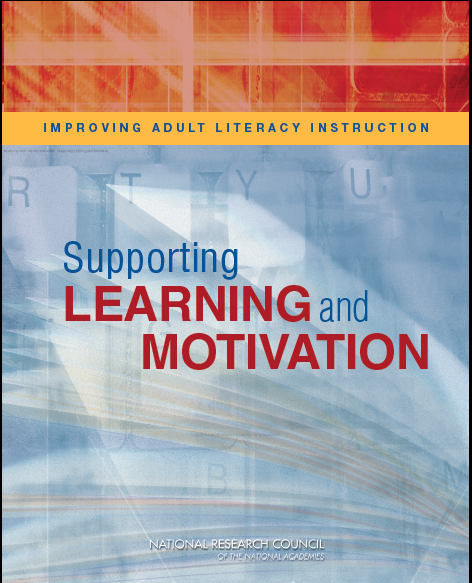 IMPROVING ADULT LITERACY INSTRUCTION
R T Y U
Supporting
LEARNING and
MOTIVATION
G
B
NATIONAL RESEARCH COUNCIL
OF THE NATIONAL ACADEMIES